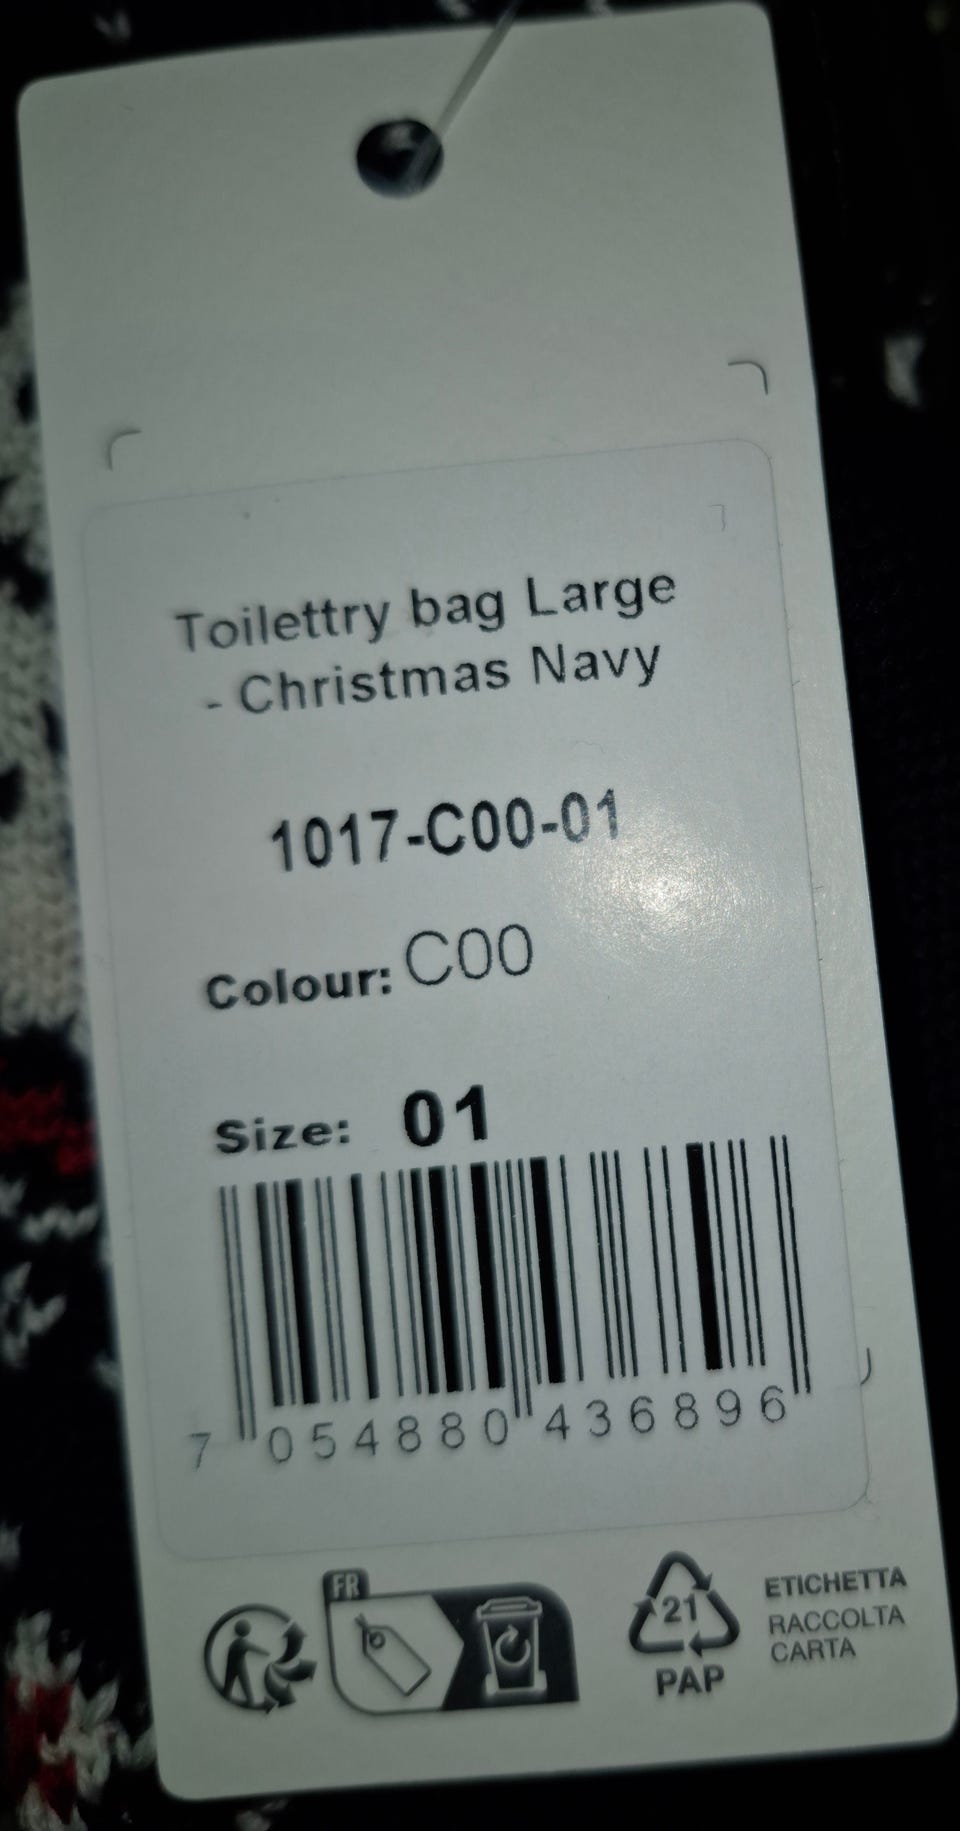 Toilettry bag Large
- Christmas Navy
1017-C00-01
Colour: C00
Size: 01
7 054880 436896
FR
21
PAP
ETICHETTA
RACCOLTA
CARTA